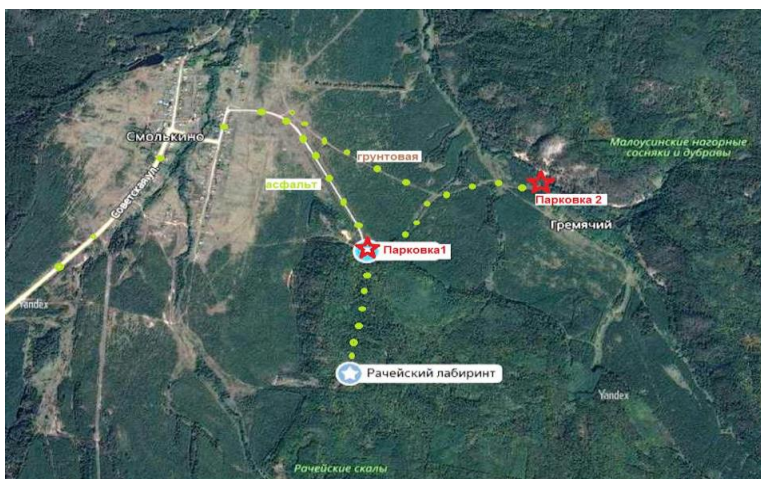 Смолькино
Малоусинские нагорные
сосняки и дубравы
грунтовая
асфальт
Советская ул.
Парковка 2
Гремячий
Парковка1
Yandex
Рачейский лабиринт
Yandex
Рачейские скалы